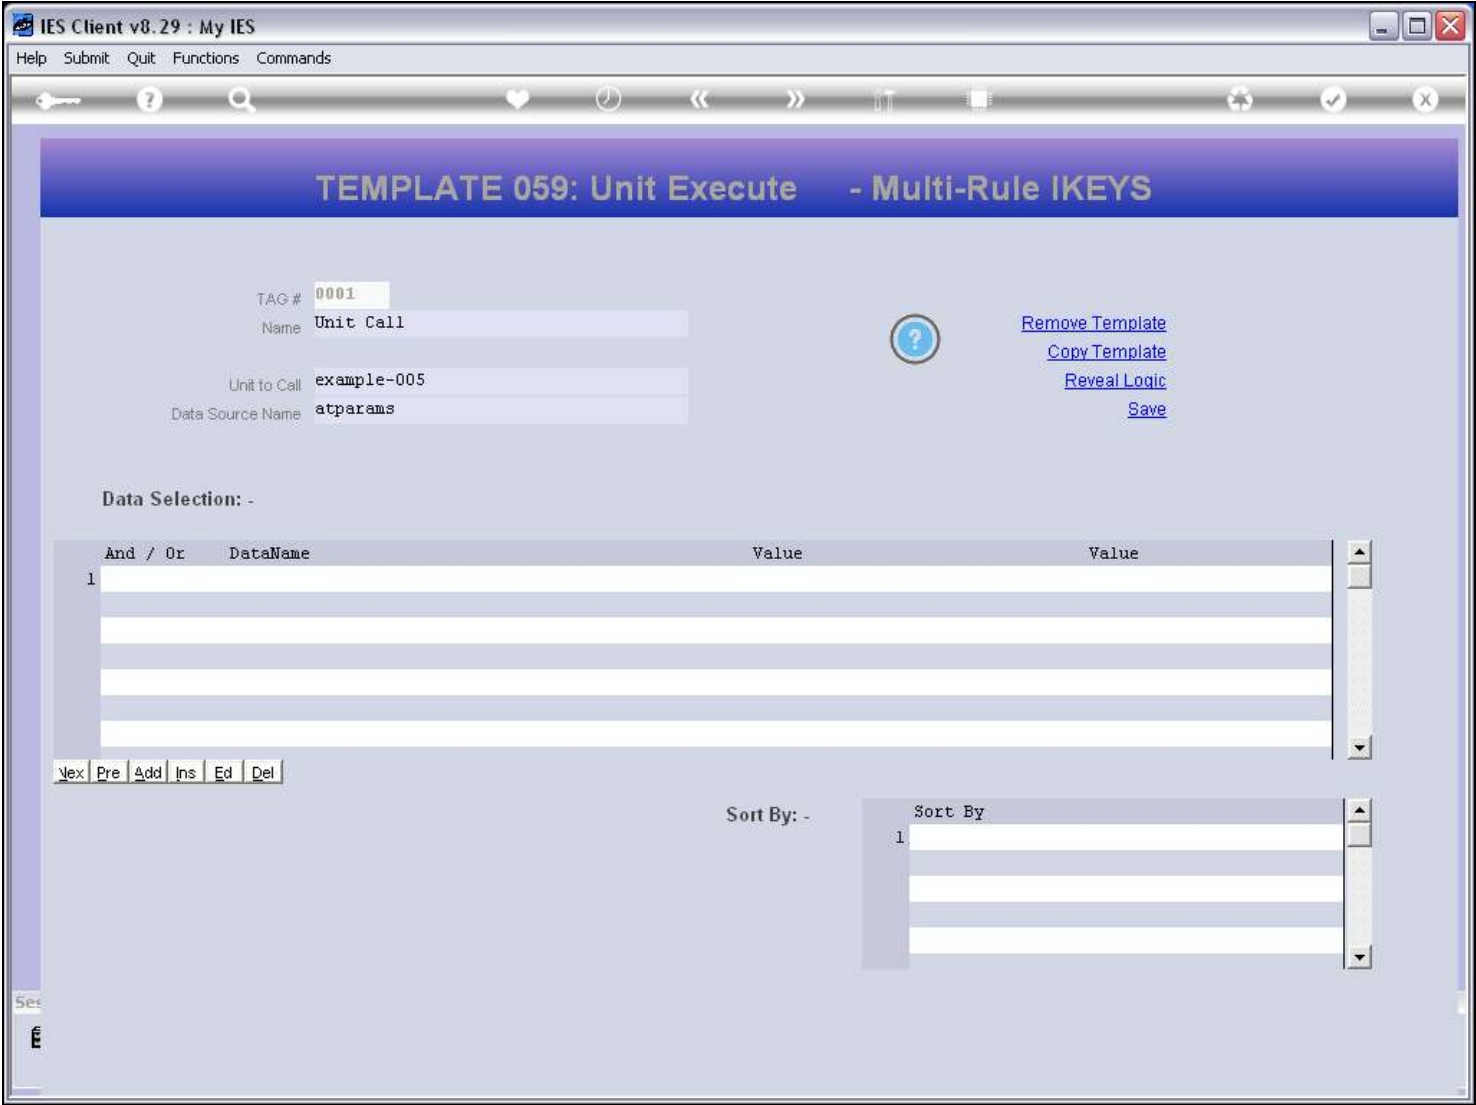 IES Client v8.29 : My IES
Help Submit Quit Functions Commands
TEMPLATE 059: Unit Execute - Multi-Rule IKEYS
TAG # 0001
Name Unit Call
Unit to Call example-005
Data Source Name atparams
Remove Template
Copy Template
Reveal Logic
Save
Data Selection: -
And / Or DataName Value Value
1
Pre Add Ins Ed Del
Sort By: -
Sort By
1